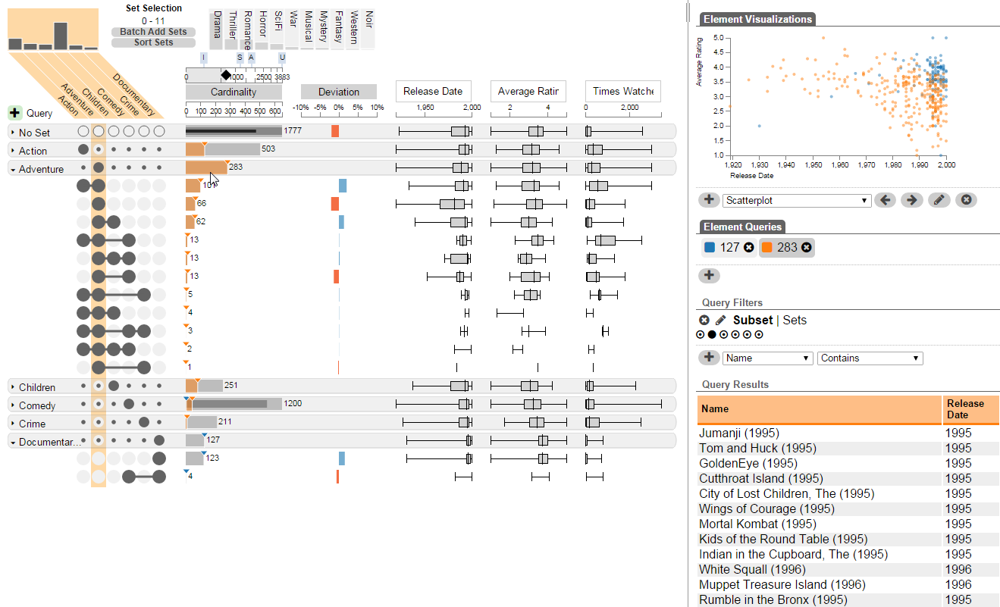 Set Selection
0 - 11
Batch Add Sets
Sort Sets
Drama
Thriller
Romance
Horror
SciFi
War
Musical
Mystery
Fantasy
Western
Noir
I S A U
0 1000 2500 3883
Action
Adventure
Children
Comedy
Crime
Documentary
Cardinality Deviation Release Date Average Ratin Times Watche
Query
0 100 200 300 400 500 600 -10% -5% 0% 5% 10% 1,950 2,000 2 4 0 2,000
No Set 1777
Action 503
Adventure 283
101
66
62
13
13
13
5
4
3
2
1
Children 251
Comedy 1200
Crime 211
Documentar... 127
123
4
Element Visualizations
Average Rating
5.0
4.5
4.0
3.5
3.0
2.5
2.0
1.5
1.0
1,920 1,930 1,940 1,950 1,960 1,970 1,980 1,990 2,000
Release Date
Scatterplot
Element Queries
127 283
Query Filters
Subset | Sets
Name Contains
Query Results
Name Release Date
Jumanji (1995) 1995
Tom and Huck (1995) 1995
GoldenEye (1995) 1995
Cutthroat Island (1995) 1995
City of Lost Children, The (1995) 1995
Wings of Courage (1995) 1995
Mortal Kombat (1995) 1995
Kids of the Round Table (1995) 1995
Indian in the Cupboard, The (1995) 1995
White Squall (1996) 1996
Muppet Treasure Island (1996) 1996
Rumble in the Bronx (1995) 1995